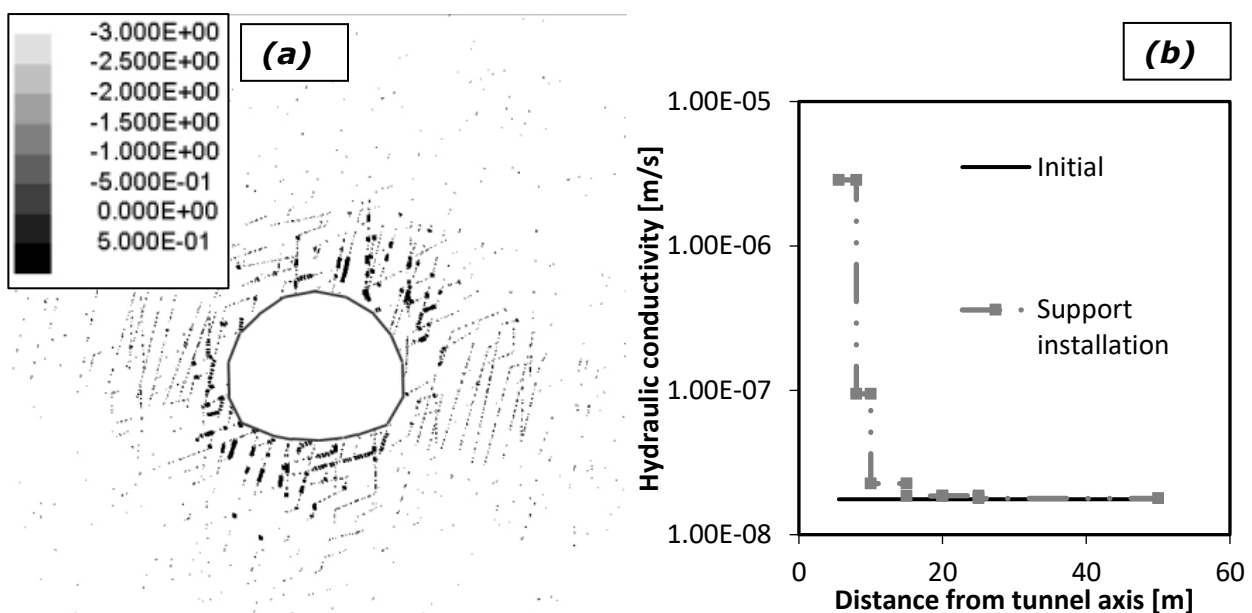 -3.000E+00
-2.500E+00
-2.000E+00
-1.500E+00
-1.000E+00
-5.000E-01
0.000E+00
5.000E-01
(a)
(b)
Hydraulic conductivity [m/s]
1.00E-05
1.00E-06
1.00E-07
1.00E-08
Initial
Support
installation
0
20
40
60
Distance from tunnel axis [m]